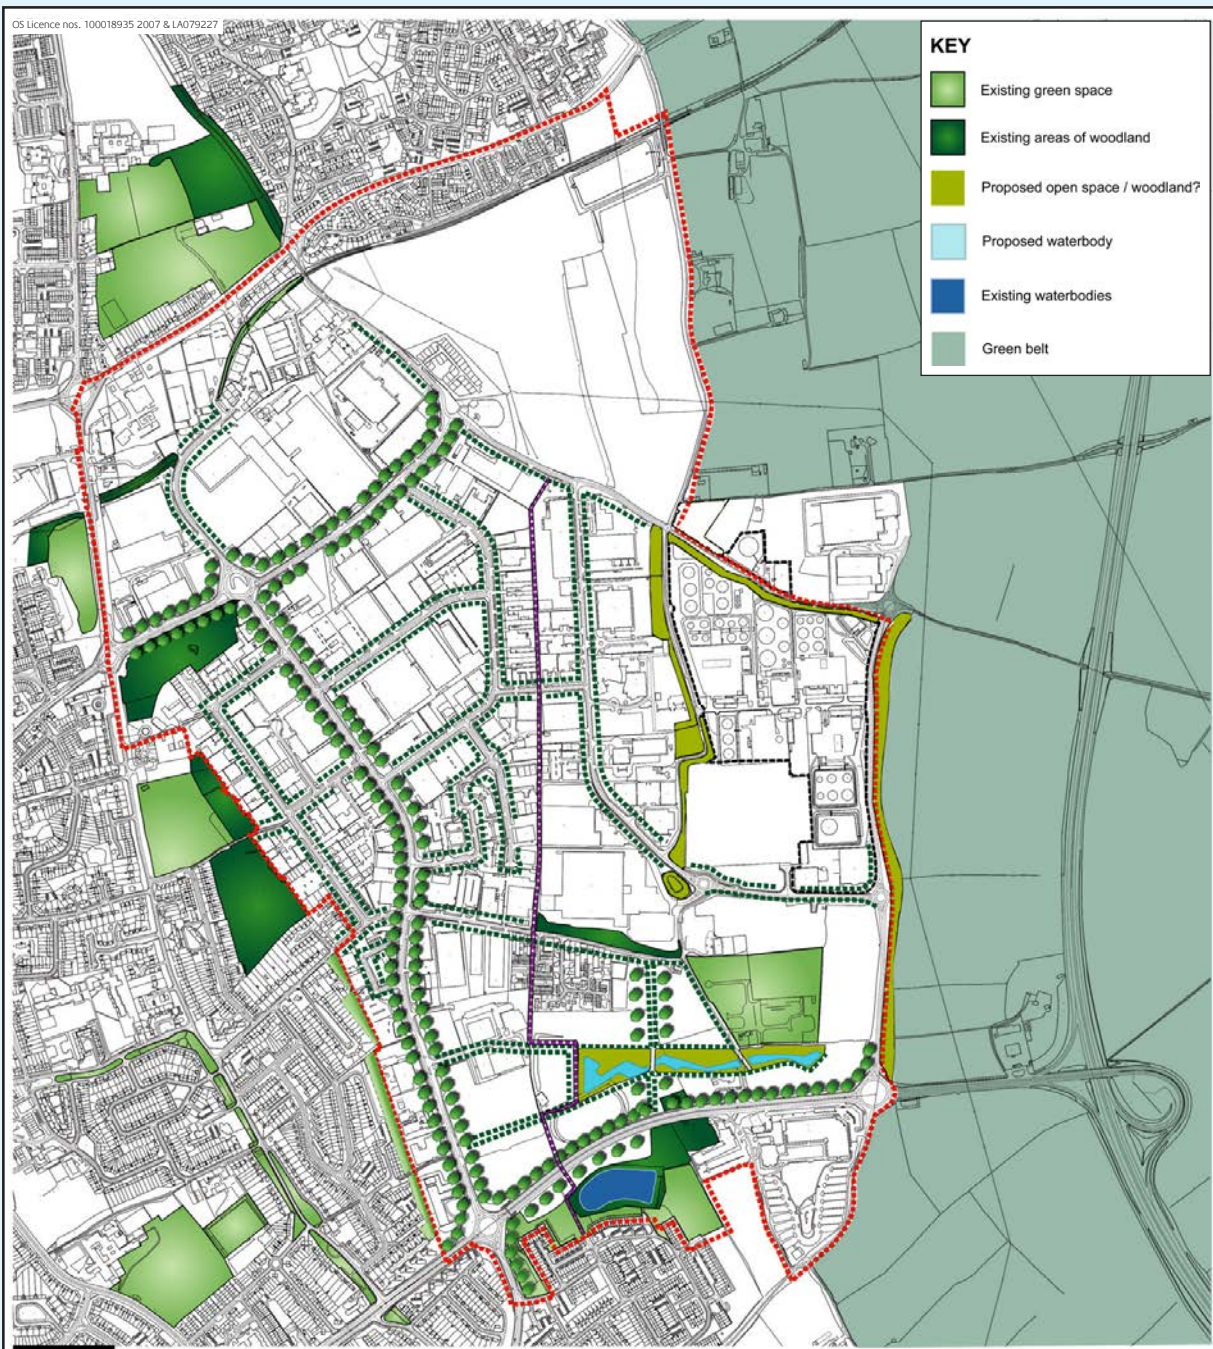 OS Licence nos. 100018935 2007 & LA079227
KEY
Existing green space
Existing areas of woodland
Proposed open space / woodland?
Proposed waterbody
Existing waterbodies
Green belt